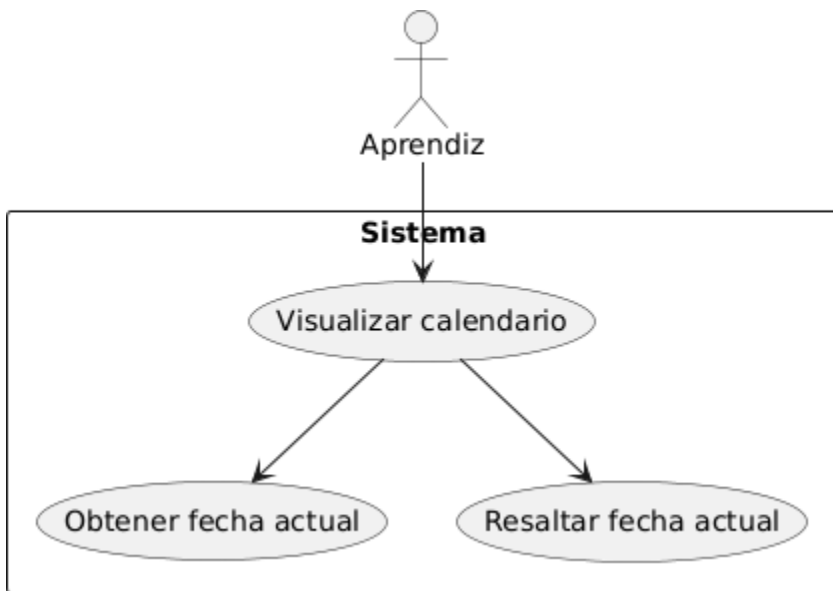 Aprendiz
Sistema
Visualizar calendario
Obtener fecha actual
Resaltar fecha actual